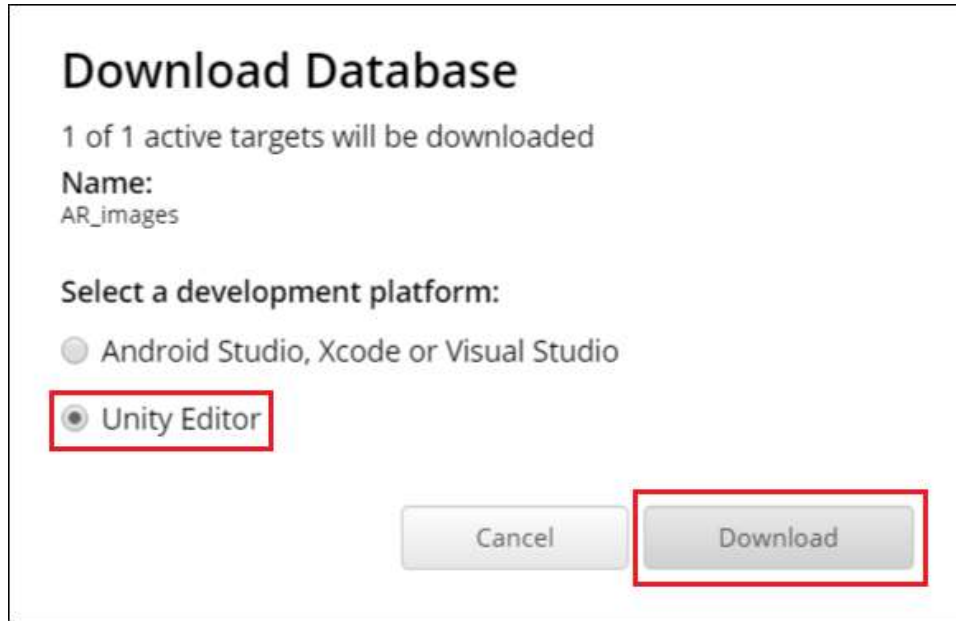 Download Database
1 of 1 active targets will be downloaded
Name:
AR_images
Select a development platform:
Android Studio, Xcode or Visual Studio
Unity Editor
Cancel Download